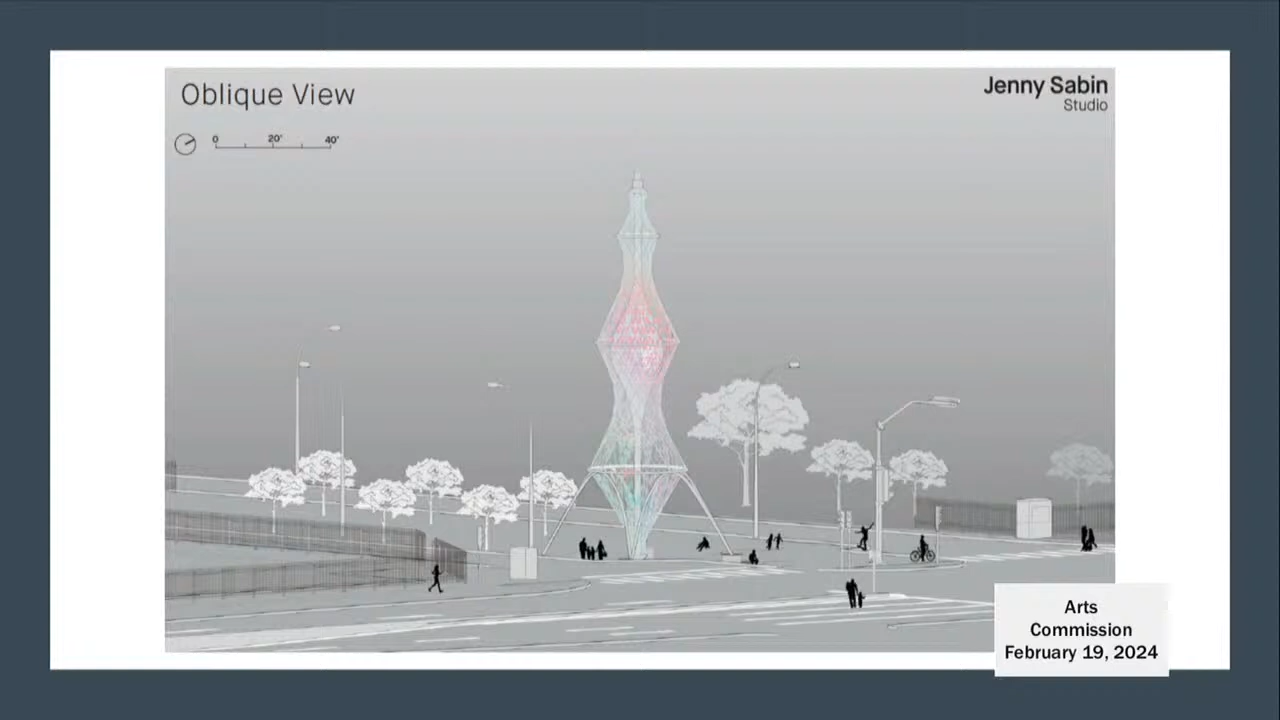 Oblique View
Jenny Sabin
Studio
0 20' 40'
Arts
Commission
February 19, 2024